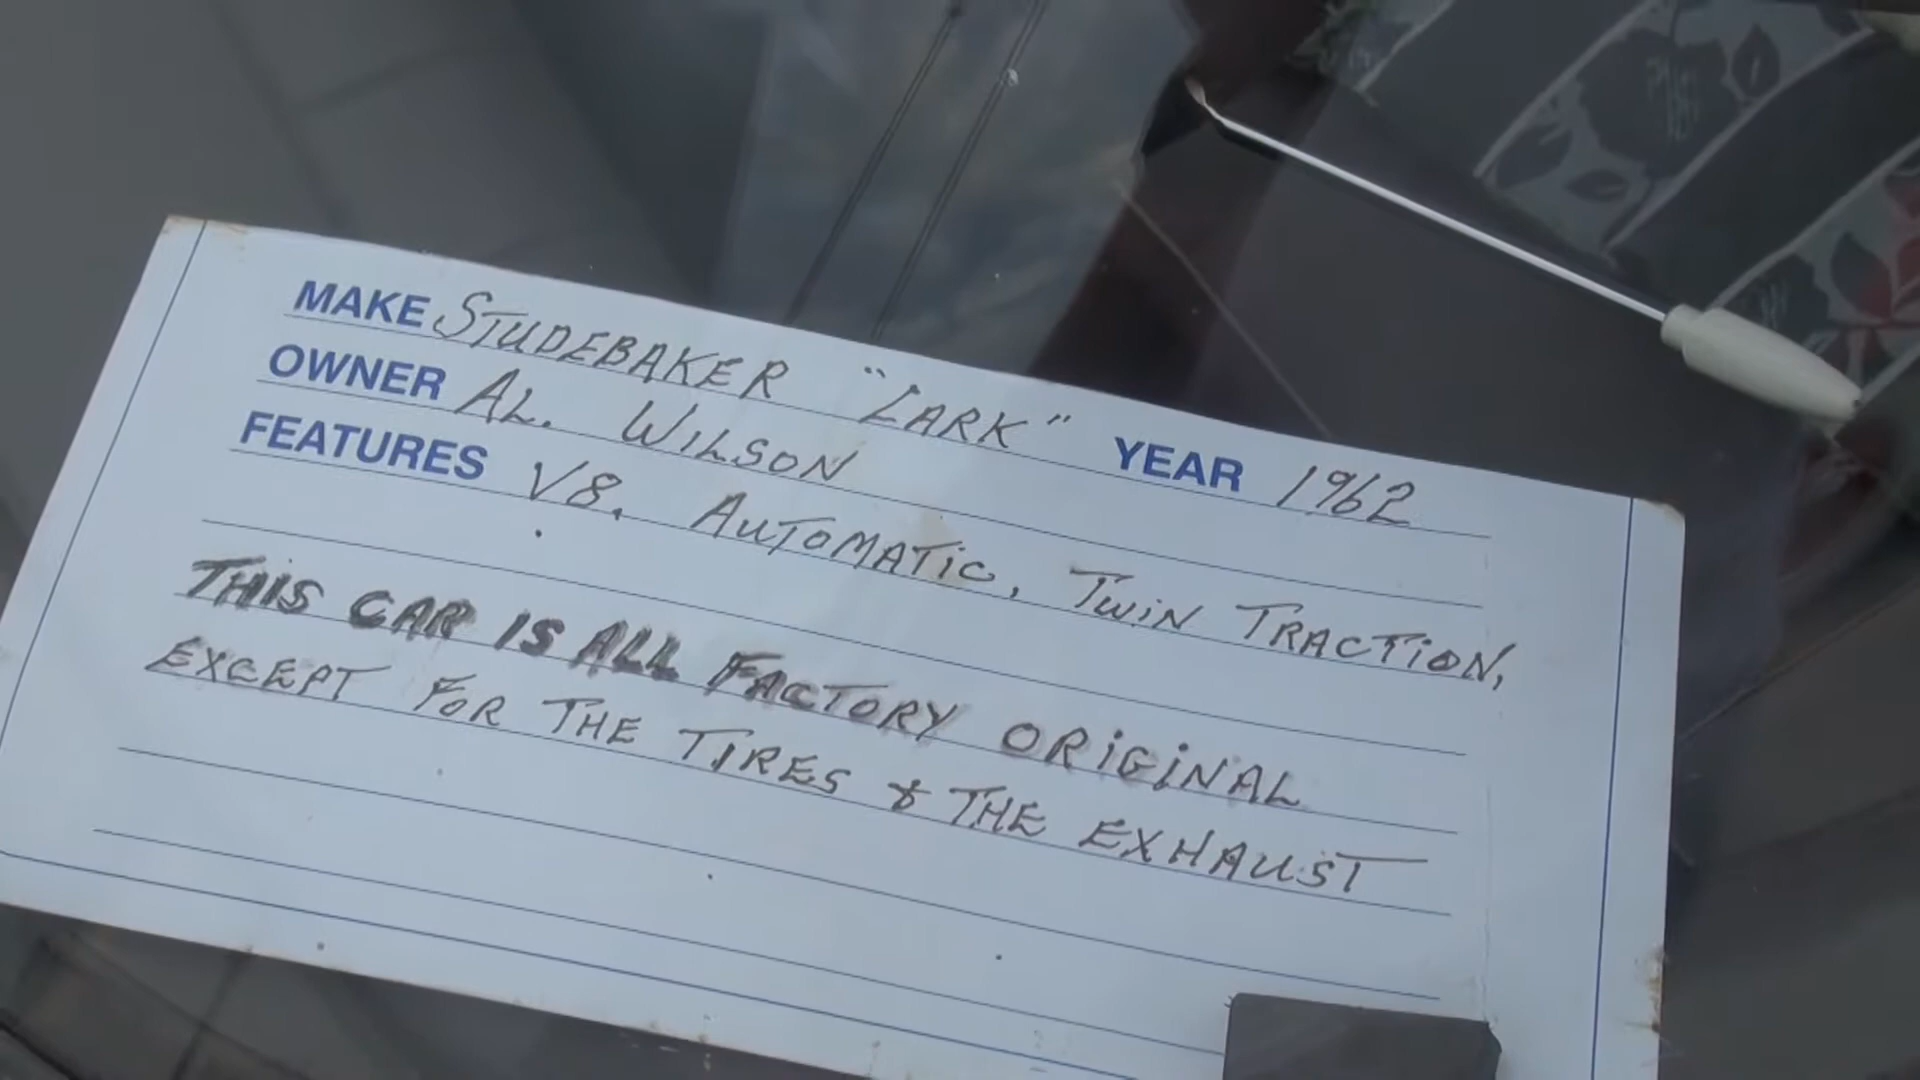 MAKE STUDEBAKER "LARK" YEAR 1962
OWNER AL. WILSON
FEATURES V8. AUTOMATIC, TWIN TRACTION,
THIS CAR IS ALL FACTORY ORIGINAL
EXCEPT FOR THE TIRES & THE EXHAUST